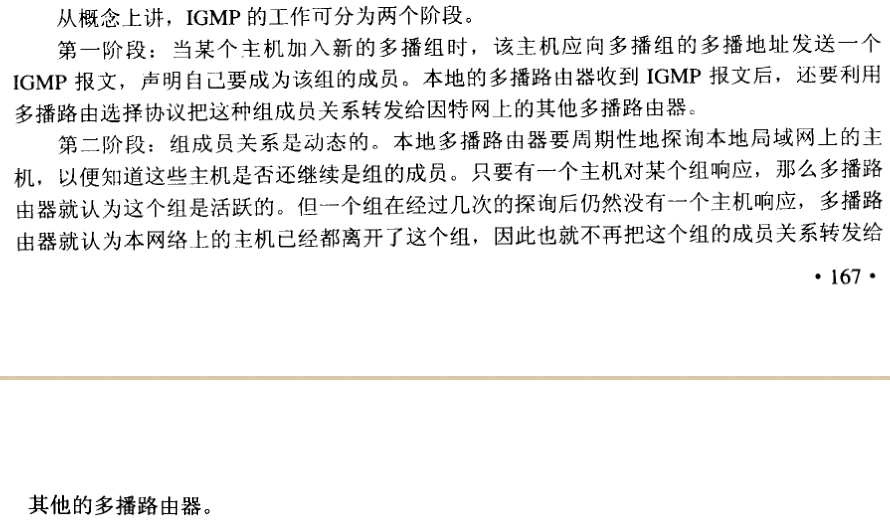 从概念上讲，IGMP 的工作可分为两个阶段。
第一阶段：当某个主机加入新的多播组时，该主机应向多播组的多播地址发送一个
IGMP 报文，声明自己要成为该组的成员。本地的多播路由器收到 IGMP 报文后，还要利用
多播路由选择协议把这种组成员关系转发给因特网上的其他多播路由器。
第二阶段：组成员关系是动态的。本地多播路由器要周期性地探询本地局域网上的主
机，以便知道这些主机是否还继续是组的成员。只要有一个主机对某个组响应，那么多播路
由器就认为这个组是活跃的。但一个组在经过几次的探询后仍然没有一个主机响应，多播路
由器就认为本网络上的主机已经都离开了这个组，因此也就不再把这个组的成员关系转发给
• 167 •
其他的多播路由器。